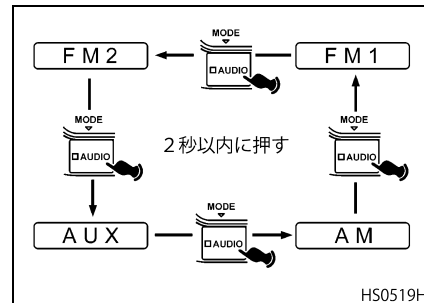 MODE
FM2
AUDIO
FM1
MODE
MODE
AUDIO
2秒以内に押す
AUDIO
MODE
AUX
AUDIO
AM
HS0519H